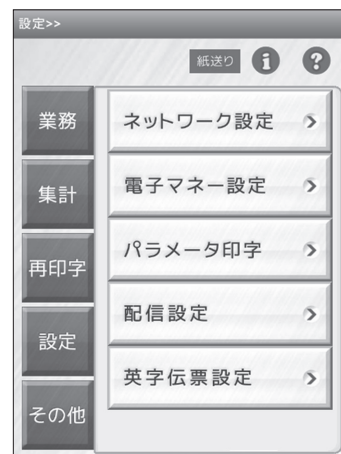 設定>>
紙送り
業務
集計
再印字
設定
その他
ネットワーク設定
電子マネー設定
パラメータ印字
配信設定
英字伝票設定